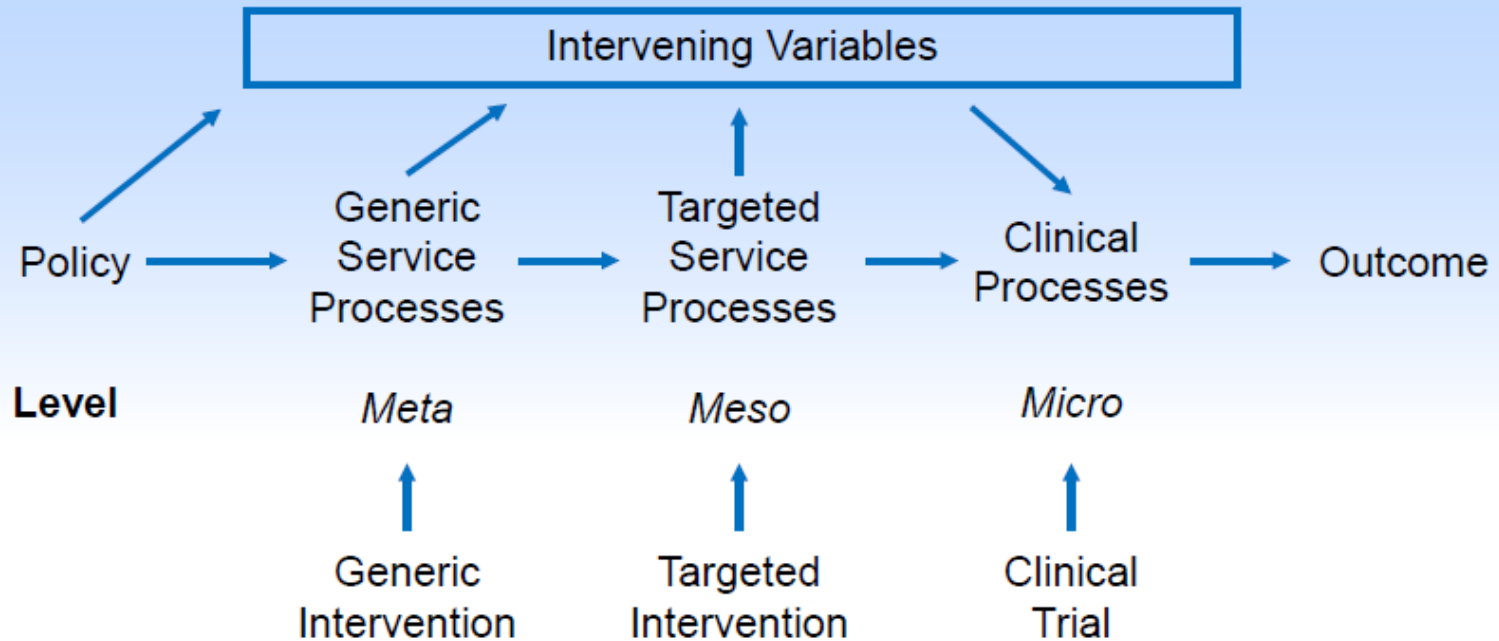 Intervening Variables
Policy
Generic
Service
Processes
Targeted
Service
Processes
Clinical
Processes
Outcome
Level
Meta
Meso
Micro
Generic
Intervention
Targeted
Intervention
Clinical
Trial